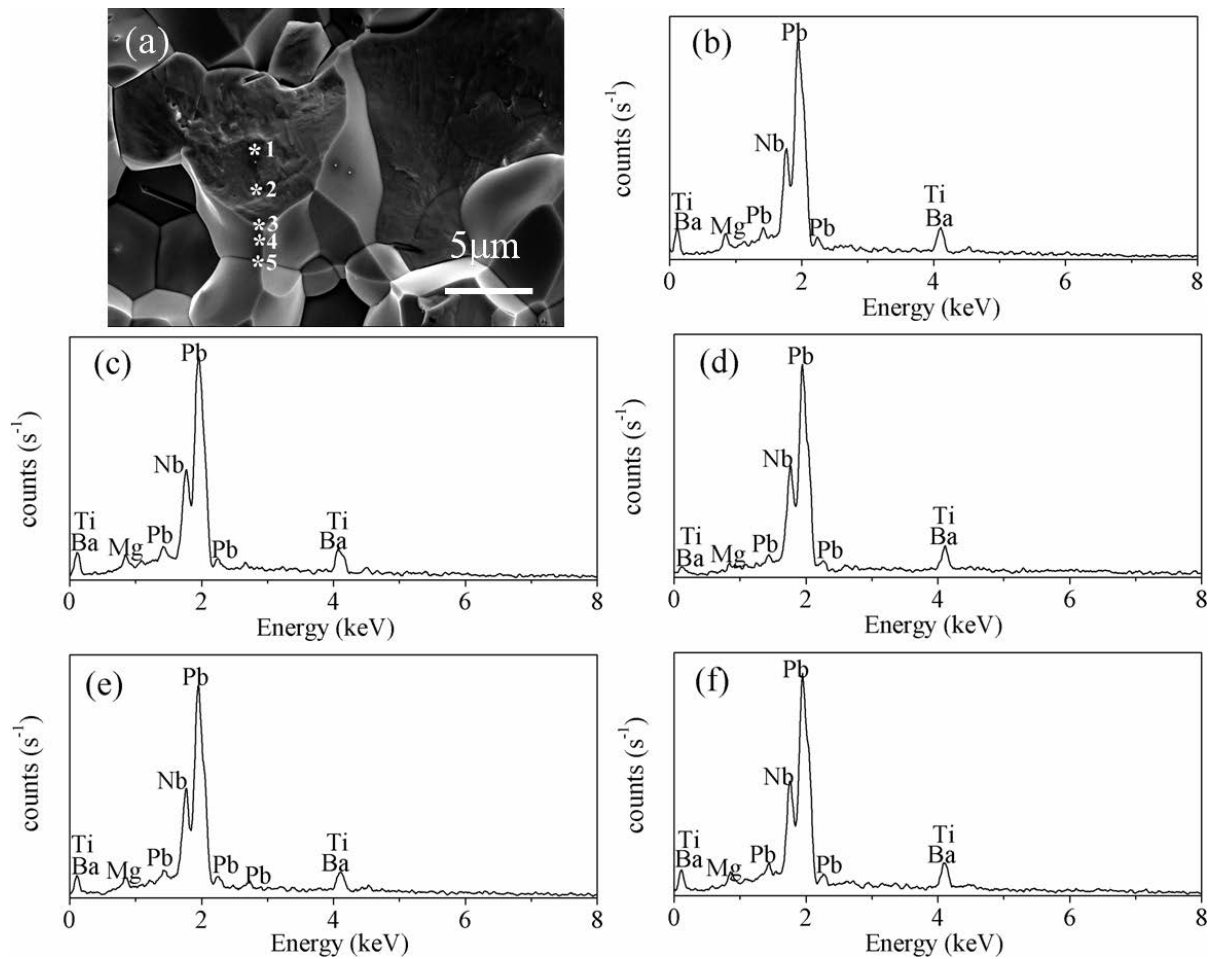 (a)
*1
*2
*3
*4
*5
5μm
(b)
Pb
Nb
Ti
Ba
Mg
Pb
Pb
Ti
Ba
counts (s⁻¹)
0 2 4 6 8
Energy (keV)
(c)
Pb
Nb
Ti
Ba
Mg
Pb
Pb
Ti
Ba
counts (s⁻¹)
0 2 4 6 8
Energy (keV)
(d)
Pb
Nb
Ti
Ba
Mg
Pb
Pb
Ti
Ba
counts (s⁻¹)
0 2 4 6 8
Energy (keV)
(e)
Pb
Nb
Ti
Ba
Mg
Pb
Pb
Pb
Ti
Ba
counts (s⁻¹)
0 2 4 6 8
Energy (keV)
(f)
Pb
Nb
Ti
Ba
Mg
Pb
Pb
Ti
Ba
counts (s⁻¹)
0 2 4 6 8
Energy (keV)